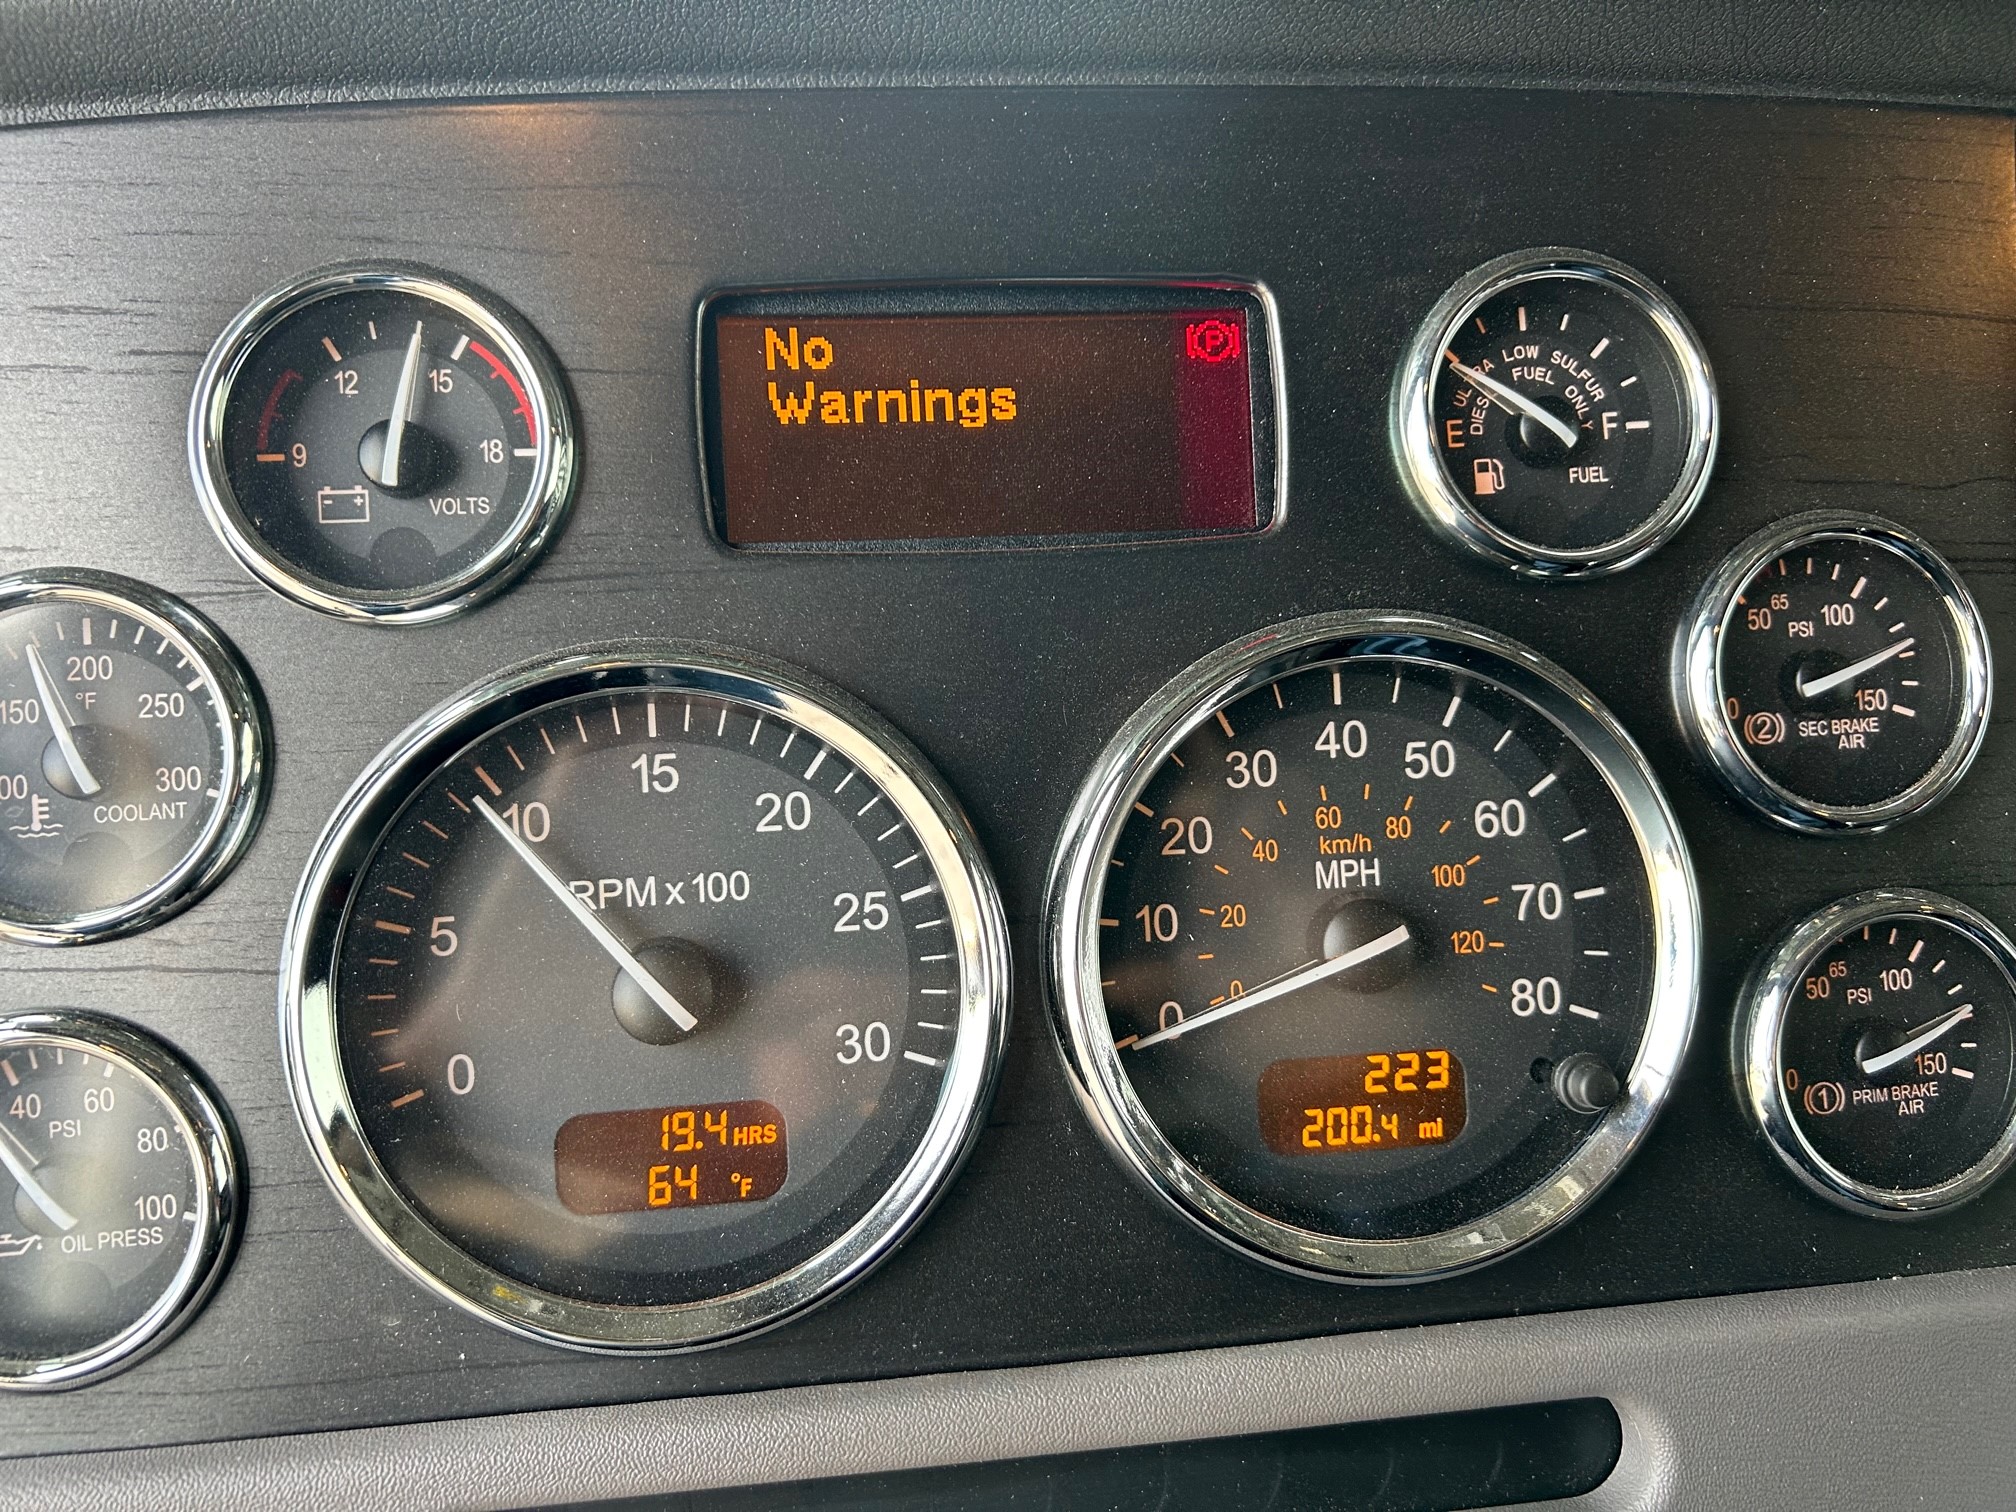 No
Warnings
12
15
9
18
VOLTS
ULTRA LOW SULFUR
DIESEL FUEL ONLY
E
F
FUEL
200
°F
150
250
300
COOLANT
50
65
100
PSI
0
150
(2)
SEC BRAKE
AIR
10
15
20
RPM x 100
5
25
0
30
19.4 HRS
64 °F
30
40
50
20
60
60
80
km/h
40
MPH
100
10
20
70
120
0
0
80
223
200.4 mi
50
65
100
PSI
0
150
(1)
PRIM BRAKE
AIR
40
60
PSI
80
100
OIL PRESS